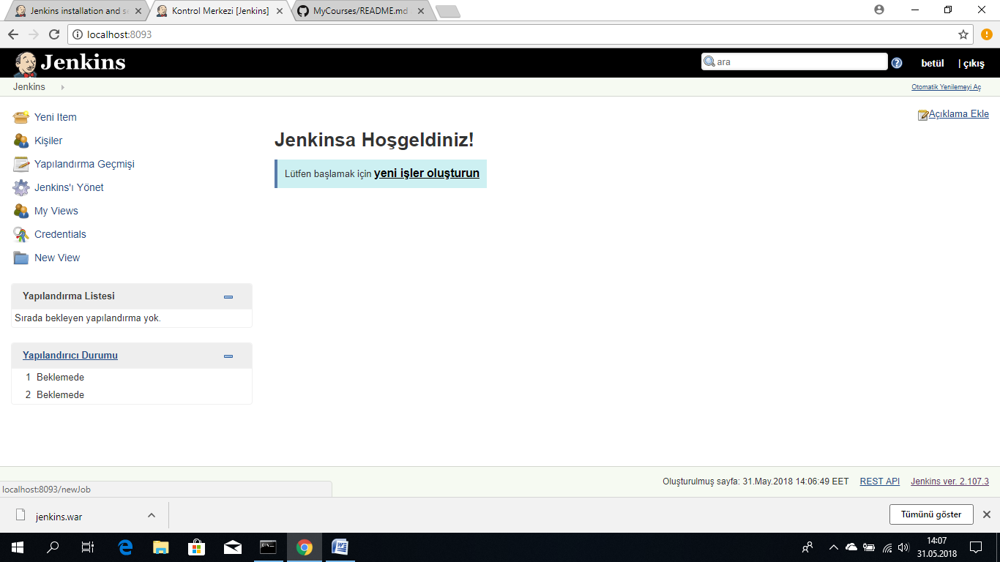 Jenkins installation and se
Kontrol Merkezi [Jenkins]
MyCourses/README.md
localhost:8093
Jenkins
ara
betül
| çıkış
Jenkins
Otomatik Yenilemeyi Aç
Yeni Item
Kişiler
Yapılandırma Geçmişi
Jenkins'ı Yönet
My Views
Credentials
New View
Açıklama Ekle
Jenkinsa Hoşgeldiniz!
Lütfen başlamak için yeni işler oluşturun
Yapılandırma Listesi
Sırada bekleyen yapılandırma yok.
Yapılandırıcı Durumu
1 Beklemede
2 Beklemede
Oluşturulmuş sayfa: 31.May.2018 14:06:49 EET REST API Jenkins ver. 2.107.3
localhost:8093/newJob
jenkins.war
Tümünü göster
14:07
31.05.2018